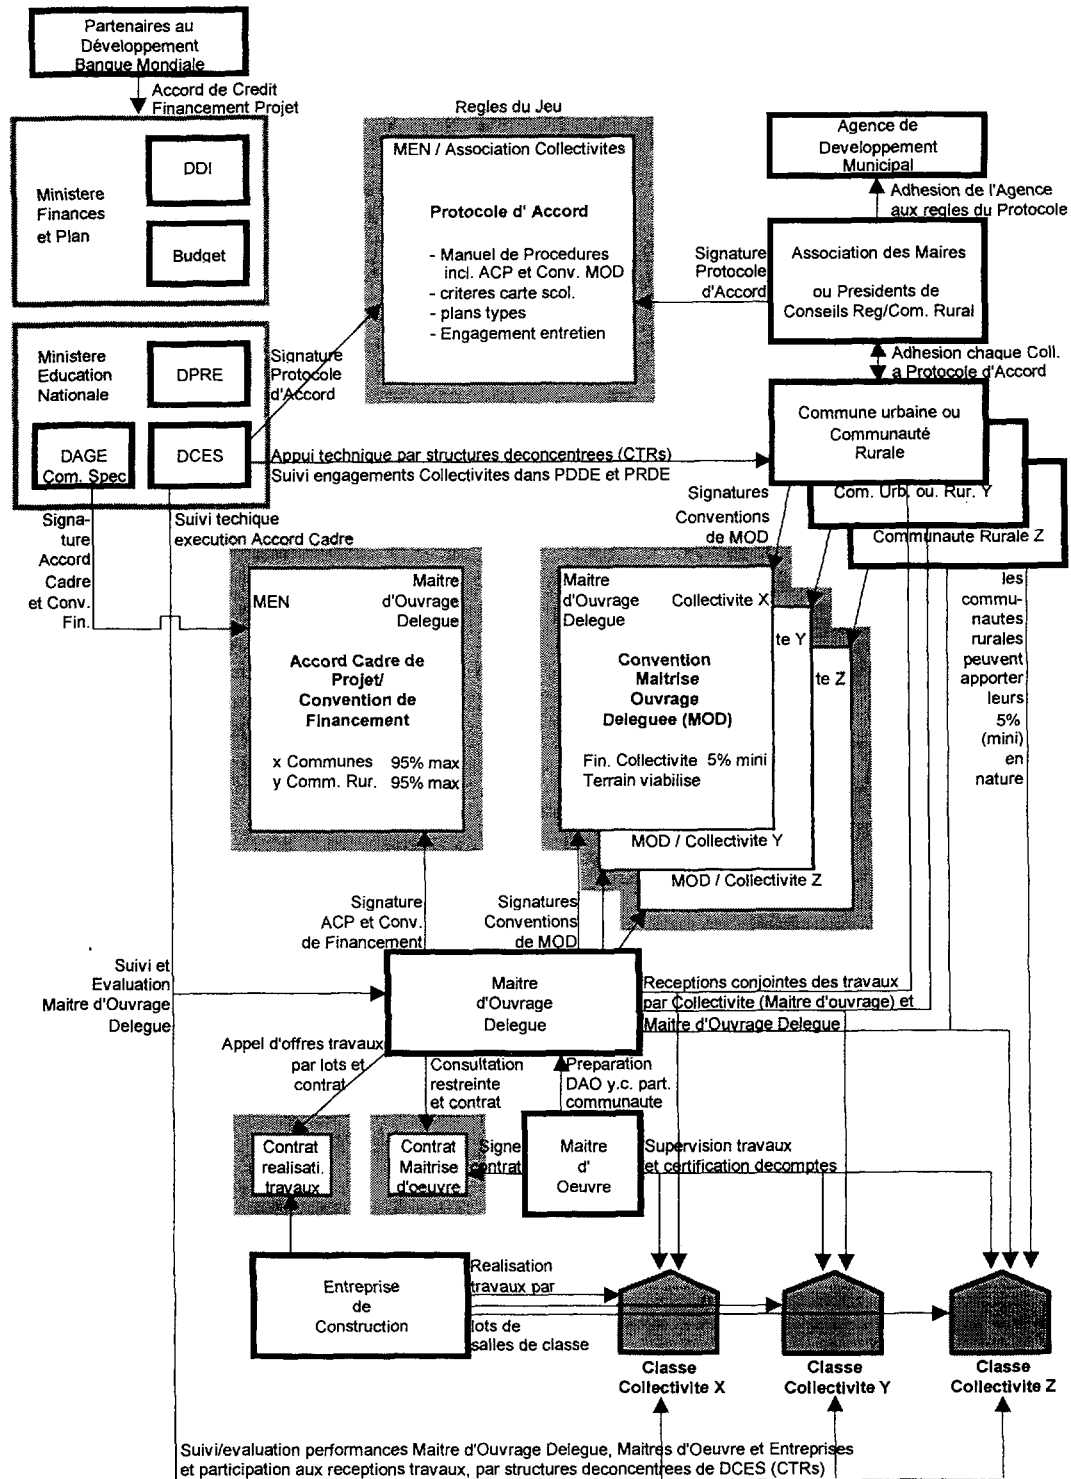 Partenaires au
Développement
Banque Mondiale
Accord de Credit
Financement Projet
Ministere
Finances
et Plan
DDI
Budget
Regles du Jeu
MEN / Association Collectivites
Protocole d' Accord
- Manuel de Procedures
incl. ACP et Conv. MOD
- criteres carte scol.
- plans types
- Engagement entretien
Agence de
Developpement
Municipal
Adhesion de l'Agence
aux regles du Protocole
Signature
Protocole
d'Accord
Association des Maires
ou Presidents de
Conseils Reg/Com. Rural
Adhesion chaque Coll.
a Protocole d'Accord
Ministere
Education
Nationale
DPRE
DAGE
Com. Spec
DCES
Signature
Protocole
d'Accord
Appui technique par structures deconcentrees (CTRs)
Suivi engagements Collectivites dans PDDE et PRDE
Commune urbaine ou
Communauté
Rurale
Com. Urb. ou. Rur. Y
Communaute Rurale Z
Signa-
ture
Accord
Cadre
et Conv.
Fin.
Suivi techique
execution Accord Cadre
Signatures
Conventions
de MOD
MEN
Maitre
d'Ouvrage
Delegue
Accord Cadre de
Projet/
Convention de
Financement
x Communes 95% max
y Comm. Rur. 95% max
Maitre
d'Ouvrage
Delegue
Collectivite X
Convention
Maitrise
Ouvrage
Deleguee (MOD)
Fin. Collectivite 5% mini
Terrain viabilise
te Y
te Z
MOD / Collectivite Y
MOD / Collectivite Z
les
commu-
nautes
rurales
peuvent
apporter
leurs
5%
(mini)
en
nature
Signature
ACP et Conv.
de Financement
Signatures
Conventions
de MOD
Suivi et
Evaluation
Maitre d'Ouvrage
Delegue
Maitre
d'Ouvrage
Delegue
Receptions conjointes des travaux
par Collectivite (Maitre d'ouvrage) et
Maitre d'Ouvrage Delegue
Appel d'offres travaux
par lots et
contrat
Consultation
restreinte
et contrat
Preparation
DAO y.c. part.
communaute
Contrat
realisati.
travaux
Contrat
Maitrise
d'oeuvre
Signe
contrat
Maitre
d'
Oeuvre
Supervision travaux
et certification decomptes
Entreprise
de
Construction
Realisation
travaux par
lots de
salles de classe
Classe
Collectivite X
Classe
Collectivite Y
Classe
Collectivite Z
Suivi/evaluation performances Maitre d'Ouvrage Delegue, Maitres d'Oeuvre et Entreprises
et participation aux receptions travaux, par structures deconcentrees de DCES (CTRs)